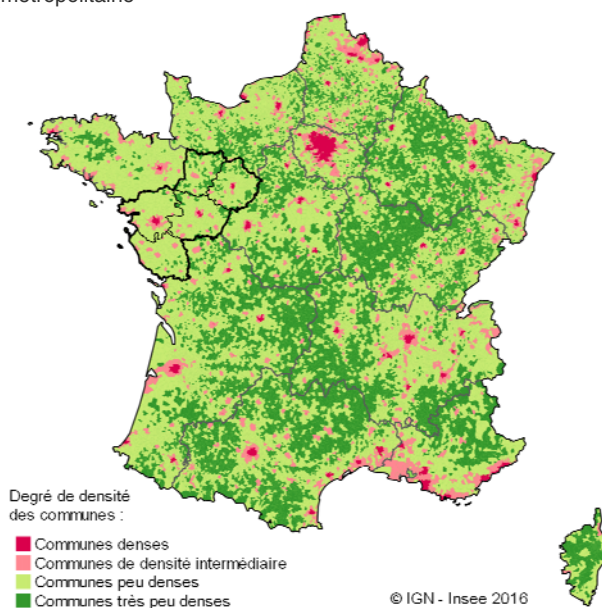 métropolitaine
Degré de densité
des communes :
Communes denses
Communes de densité intermédiaire
Communes peu denses
Communes très peu denses
© IGN - Insee 2016